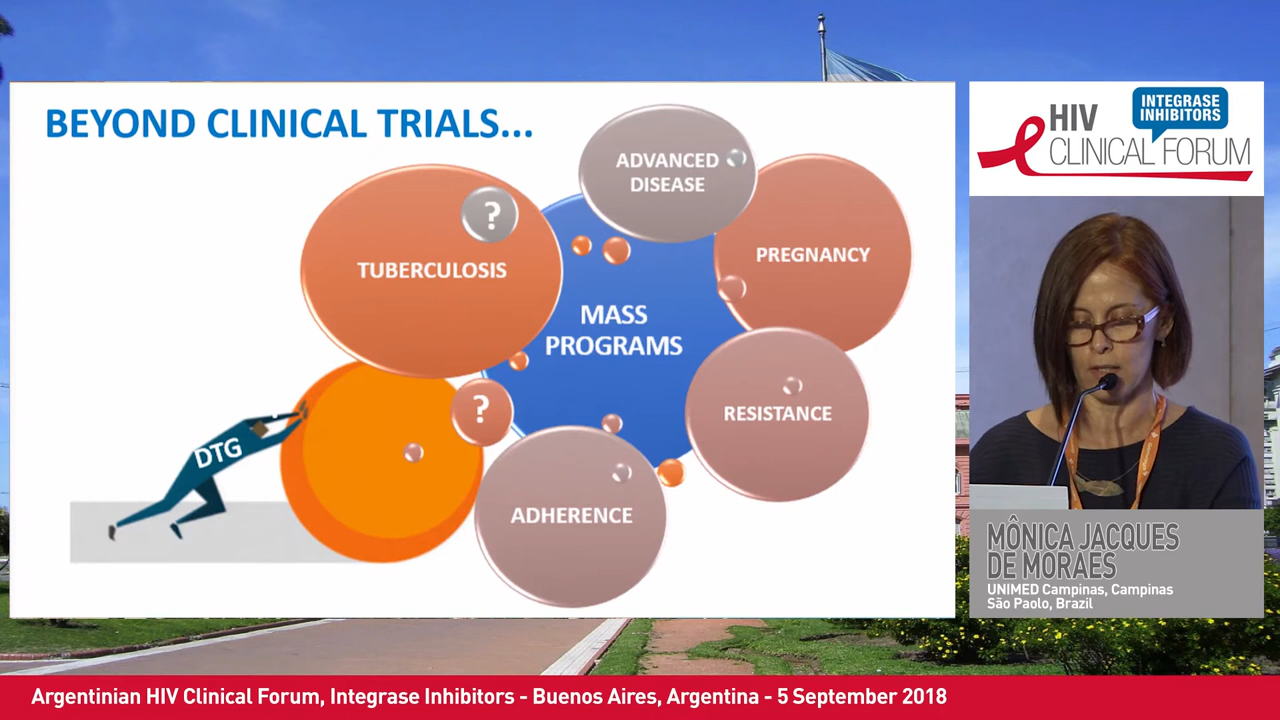 BEYOND CLINICAL TRIALS...
ADVANCED
DISEASE
?
TUBERCULOSIS
PREGNANCY
MASS
PROGRAMS
?
RESISTANCE
DTG
ADHERENCE
HIV
INTEGRASE
INHIBITORS
CLINICAL FORUM
MÔNICA JACQUES
DE MORAES
UNIMED Campinas, Campinas
São Paolo, Brazil
Argentinian HIV Clinical Forum, Integrase Inhibitors - Buenos Aires, Argentina - 5 September 2018